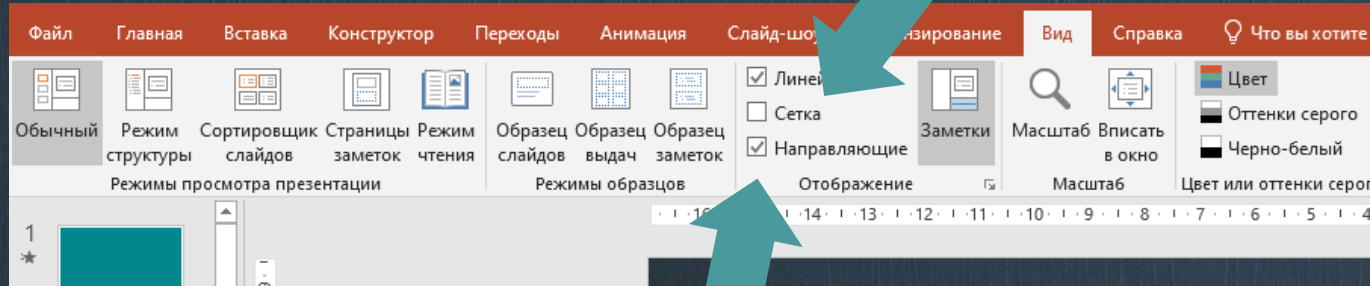 Файл Главная Вставка Конструктор Переходы Анимация Слайд-шоу Вид Справка Что вы хотите
Линей
Цвет
Сетка
Оттенки серого
Обычный Режим Сортировщик Страницы Режим Образец Образец Образец Заметки Масштаб Вписать
структуры слайдов заметок чтения слайдов выдач заметок Направляющие в окно Черно-белый
Режимы просмотра презентации Режимы образцов Отображение Масштаб Цвет или оттенки серог
14 13 12 11 10 9 8 7 6 5 4
1